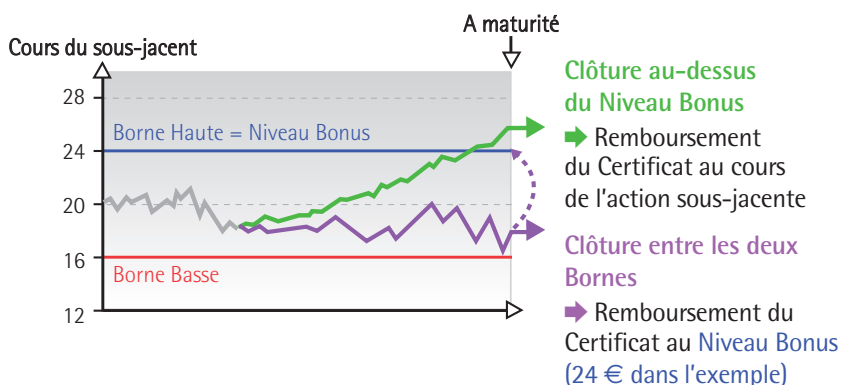 A maturité
Cours du sous-jacent
28
24
20
16
12
Borne Haute = Niveau Bonus
Borne Basse
Clôture au-dessus
du Niveau Bonus
Remboursement
du Certificat au cours
de l'action sous-jacente
Clôture entre les deux
Bornes
Remboursement du
Certificat au Niveau Bonus
(24 € dans l'exemple)